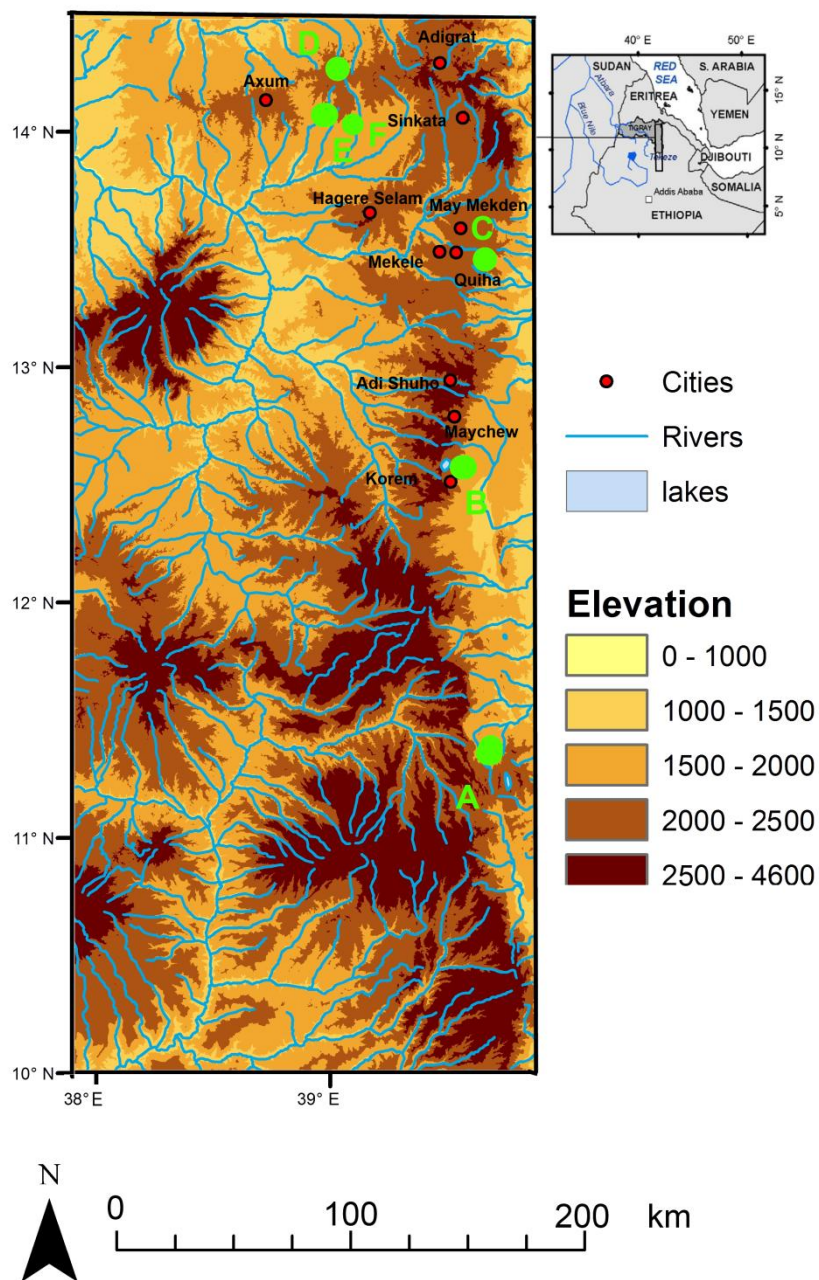 D
Adigrat
Axum
14° N
Sinkata
E
F
Hagere Selam
May Mekden
C
Mekele
Quiha
13° N
Adi Shuho
Maychew
Korem
B
12° N
A
11° N
10° N
38°E
39°E
40° E
50° E
SUDAN
RED
SEA
S. ARABIA
ERITREA
Atbara
15° N
YEMEN
Blue Nile
TIGRAY
10° N
Tekeze
DJIBOUTI
SOMALIA
Addis Ababa
ETHIOPIA
5° N
Cities
Rivers
lakes
Elevation
0 - 1000
1000 - 1500
1500 - 2000
2000 - 2500
2500 - 4600
N
0
100
200
km